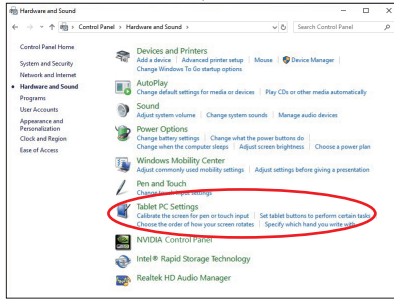 Hardware and Sound
Control Panel > Hardware and Sound >
Search Control Panel
Control Panel Home
System and Security
Network and Internet
Hardware and Sound
Programs
User Accounts
Appearance and
Personalization
Clock and Region
Ease of Access
Devices and Printers
Add a device | Advanced printer setup | Mouse | Device Manager |
Change Windows To Go startup options
AutoPlay
Change default settings for media or devices | Play CDs or other media automatically
Sound
Adjust system volume | Change system sounds | Manage audio devices
Power Options
Change battery settings | Change what the power buttons do |
Change when the computer sleeps | Adjust screen brightness | Choose a power plan
Windows Mobility Center
Adjust commonly used mobility settings | Adjust settings before giving a presentation
Pen and Touch
Change touch input settings
Tablet PC Settings
Calibrate the screen for pen or touch input | Set tablet buttons to perform certain tasks
Choose the order of how your screen rotates | Specify which hand you write with
NVIDIA Control Panel
Intel® Rapid Storage Technology
Realtek HD Audio Manager